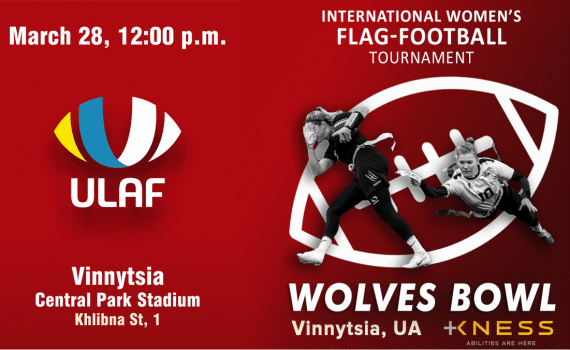 March 28, 12:00 p.m.
ULAF
Vinnytsia
Central Park Stadium
Khlibna St, 1
INTERNATIONAL WOMEN'S
FLAG-FOOTBALL
TOURNAMENT
10
WOLVES BOWL
Vinnytsia, UA
KNESS
ABILITIES ARE HERE